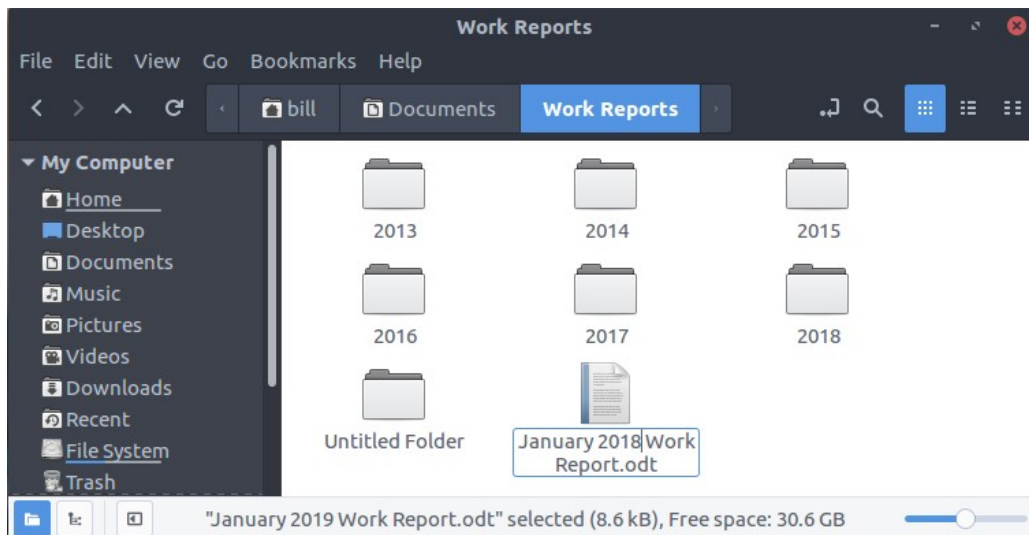 Work Reports
File Edit View Go Bookmarks Help
bill Documents Work Reports
My Computer
Home
Desktop
Documents
Music
Pictures
Videos
Downloads
Recent
File System
Trash
2013 2014 2015
2016 2017 2018
Untitled Folder
January 2018 Work
Report.odt
"January 2019 Work Report.odt" selected (8.6 kB), Free space: 30.6 GB